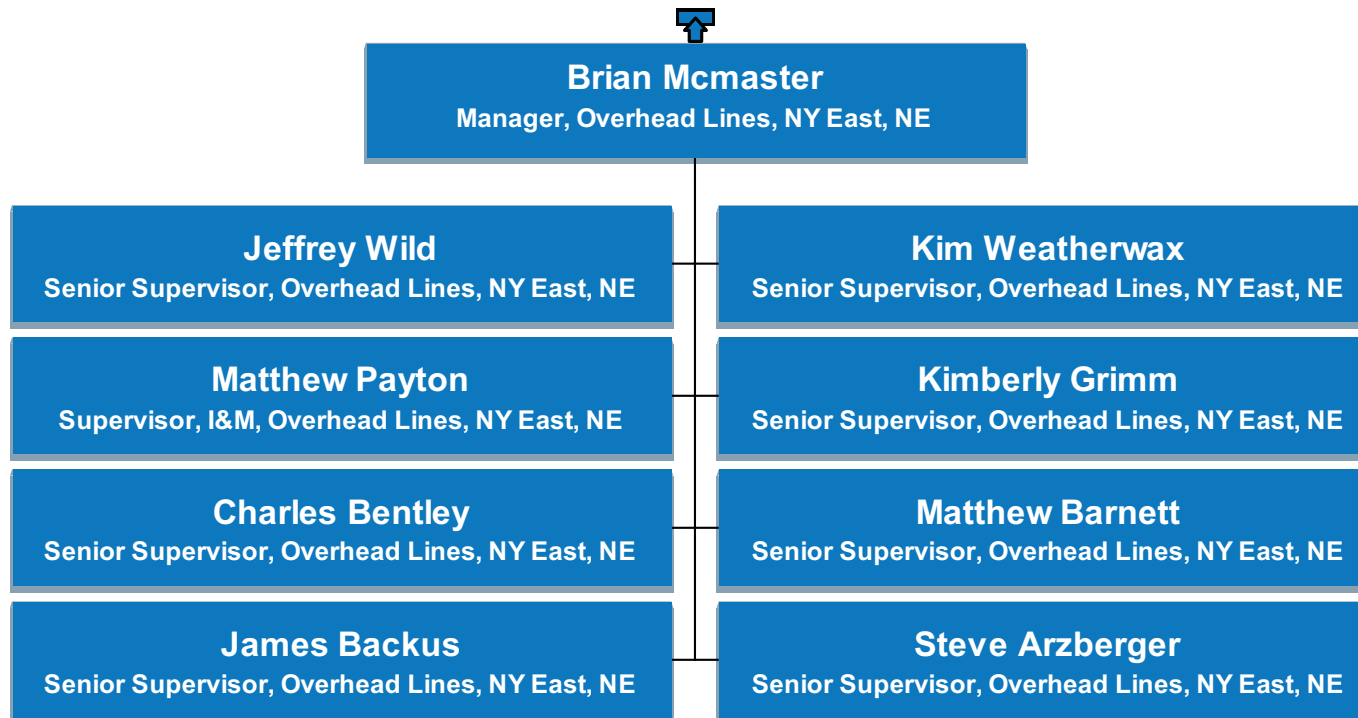 Brian Mcmaster
Manager, Overhead Lines, NY East, NE
Jeffrey Wild
Senior Supervisor, Overhead Lines, NY East, NE
Kim Weatherwax
Senior Supervisor, Overhead Lines, NY East, NE
Matthew Payton
Supervisor, I&M, Overhead Lines, NY East, NE
Kimberly Grimm
Senior Supervisor, Overhead Lines, NY East, NE
Charles Bentley
Senior Supervisor, Overhead Lines, NY East, NE
Matthew Barnett
Senior Supervisor, Overhead Lines, NY East, NE
James Backus
Senior Supervisor, Overhead Lines, NY East, NE
Steve Arzberger
Senior Supervisor, Overhead Lines, NY East, NE